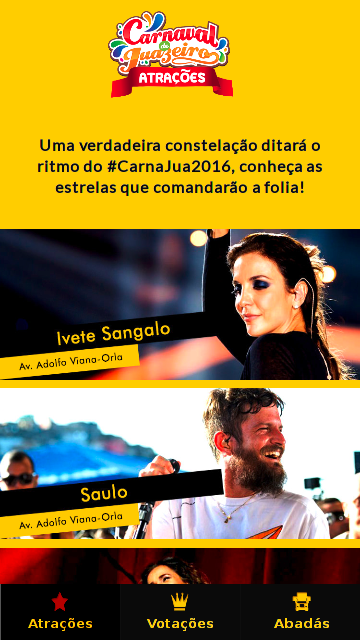 Carnaval
de
Juazeiro
ATRAÇÕES
Uma verdadeira constelação ditará o
ritmo do #CarnaJua2016, conheça as
estrelas que comandarão a folia!
Ivete Sangalo
Av. Adolfo Viana-Orla
Saulo
Av. Adolfo Viana-Orla
Atrações
Votações
Abadás